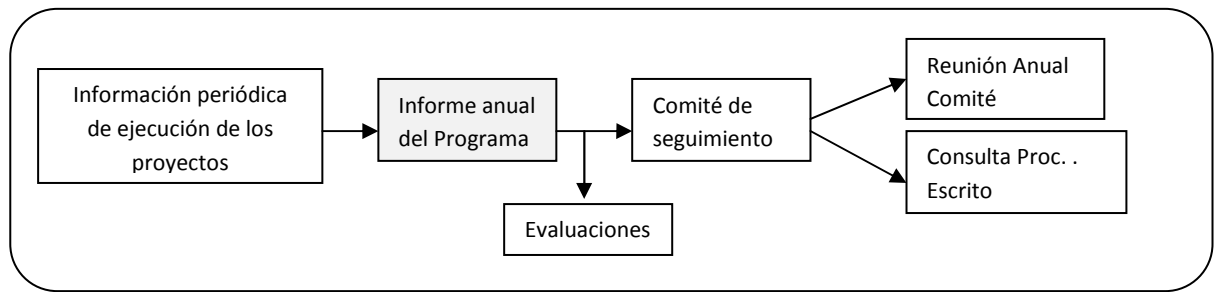 Información periódica
de ejecución de los
proyectos
Informe anual
del Programa
Evaluaciones
Comité de
seguimiento
Reunión Anual
Comité
Consulta Proc. .
Escrito